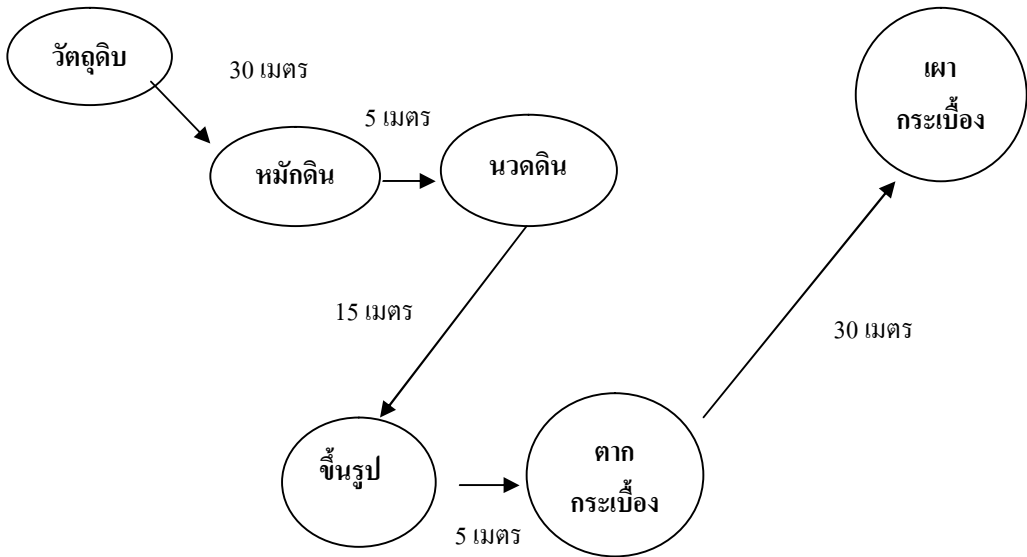 วัตถุดิบ
30 เมตร
หมักดิน
5 เมตร
นวดดิน
15 เมตร
ขึ้นรูป
5 เมตร
ตาก
กระเบื้อง
30 เมตร
เผา
กระเบื้อง